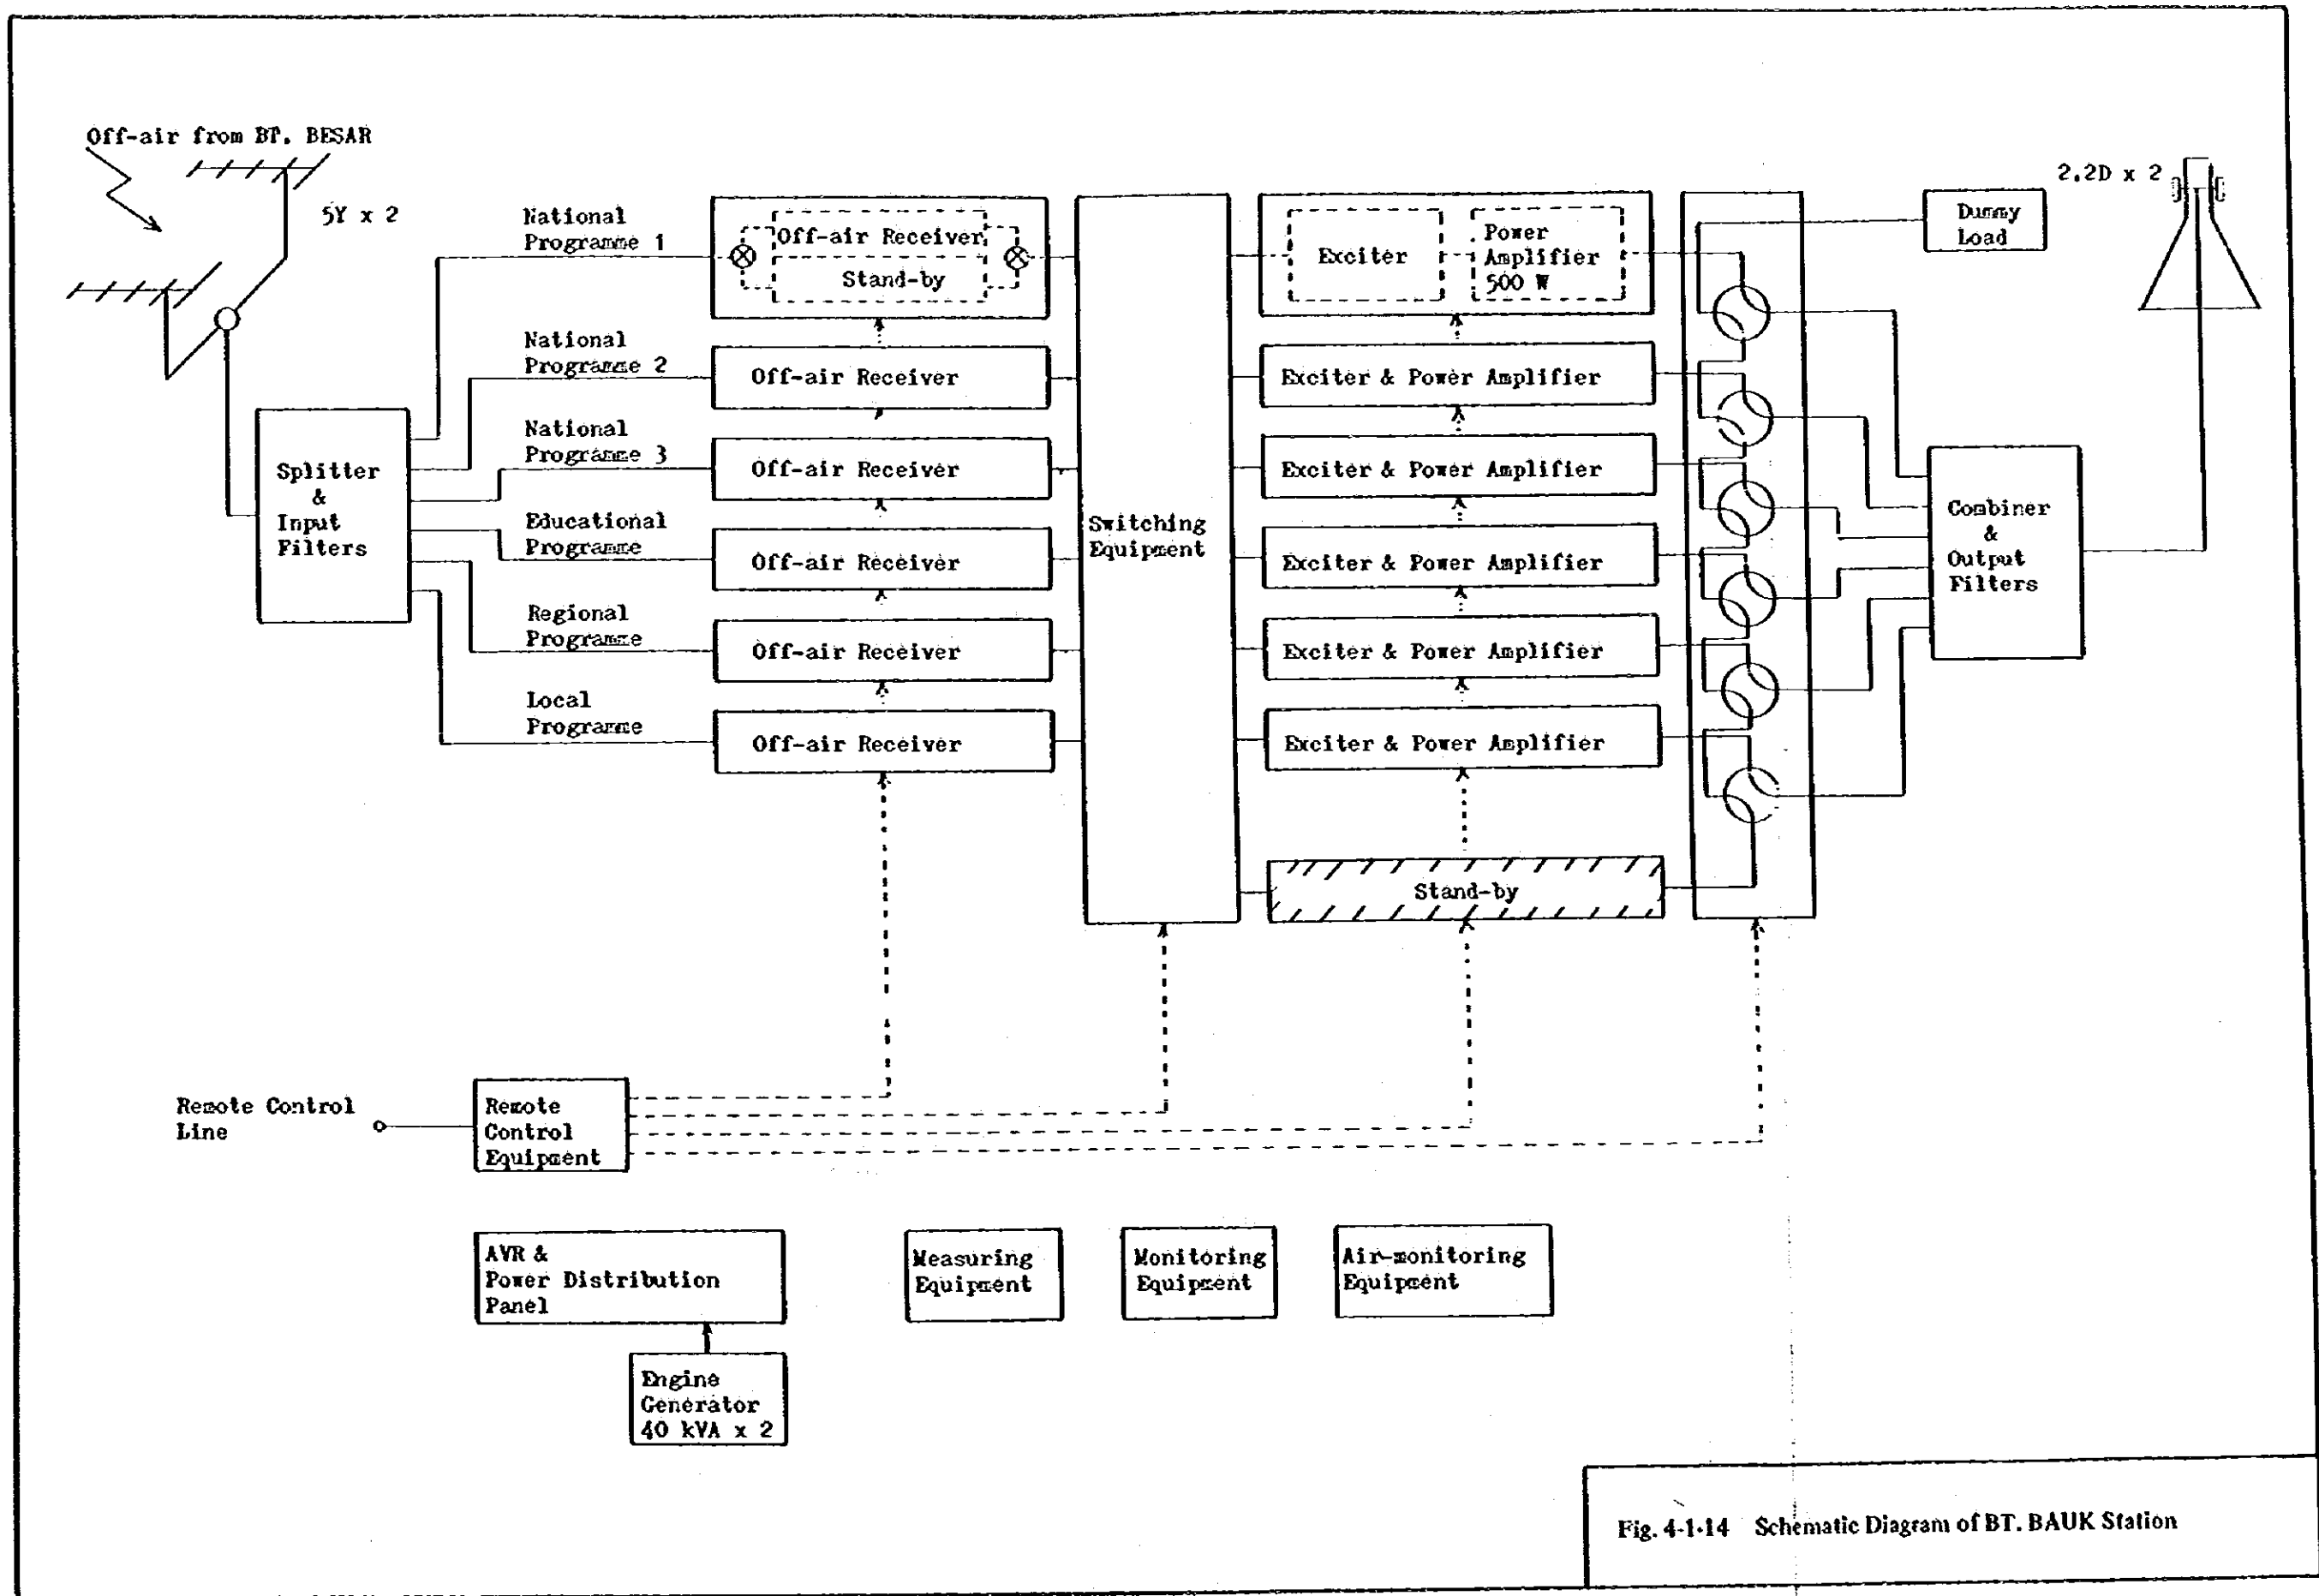 Off-air from BT. BESAR
5Y x 2
National
Programme 1
National
Programme 2
National
Programme 3
Educational
Programme
Regional
Programme
Local
Programme
Splitter
&
Input
Filters
Off-air Receiver
Stand-by
Off-air Receiver
Off-air Receiver
Off-air Receiver
Off-air Receiver
Off-air Receiver
Switching
Equipment
Exciter
Power
Amplifier
500 W
Exciter & Power Amplifier
Exciter & Power Amplifier
Exciter & Power Amplifier
Exciter & Power Amplifier
Exciter & Power Amplifier
Stand-by
Dummy
Load
2.2D x 2
Combiner
&
Output
Filters
Remote Control
Line
Remote
Control
Equipment
AVR &
Power Distribution
Panel
Engine
Generator
40 kVA x 2
Measuring
Equipment
Monitoring
Equipment
Air-monitoring
Equipment
Fig. 4-1-14 Schematic Diagram of BT. BAUK Station